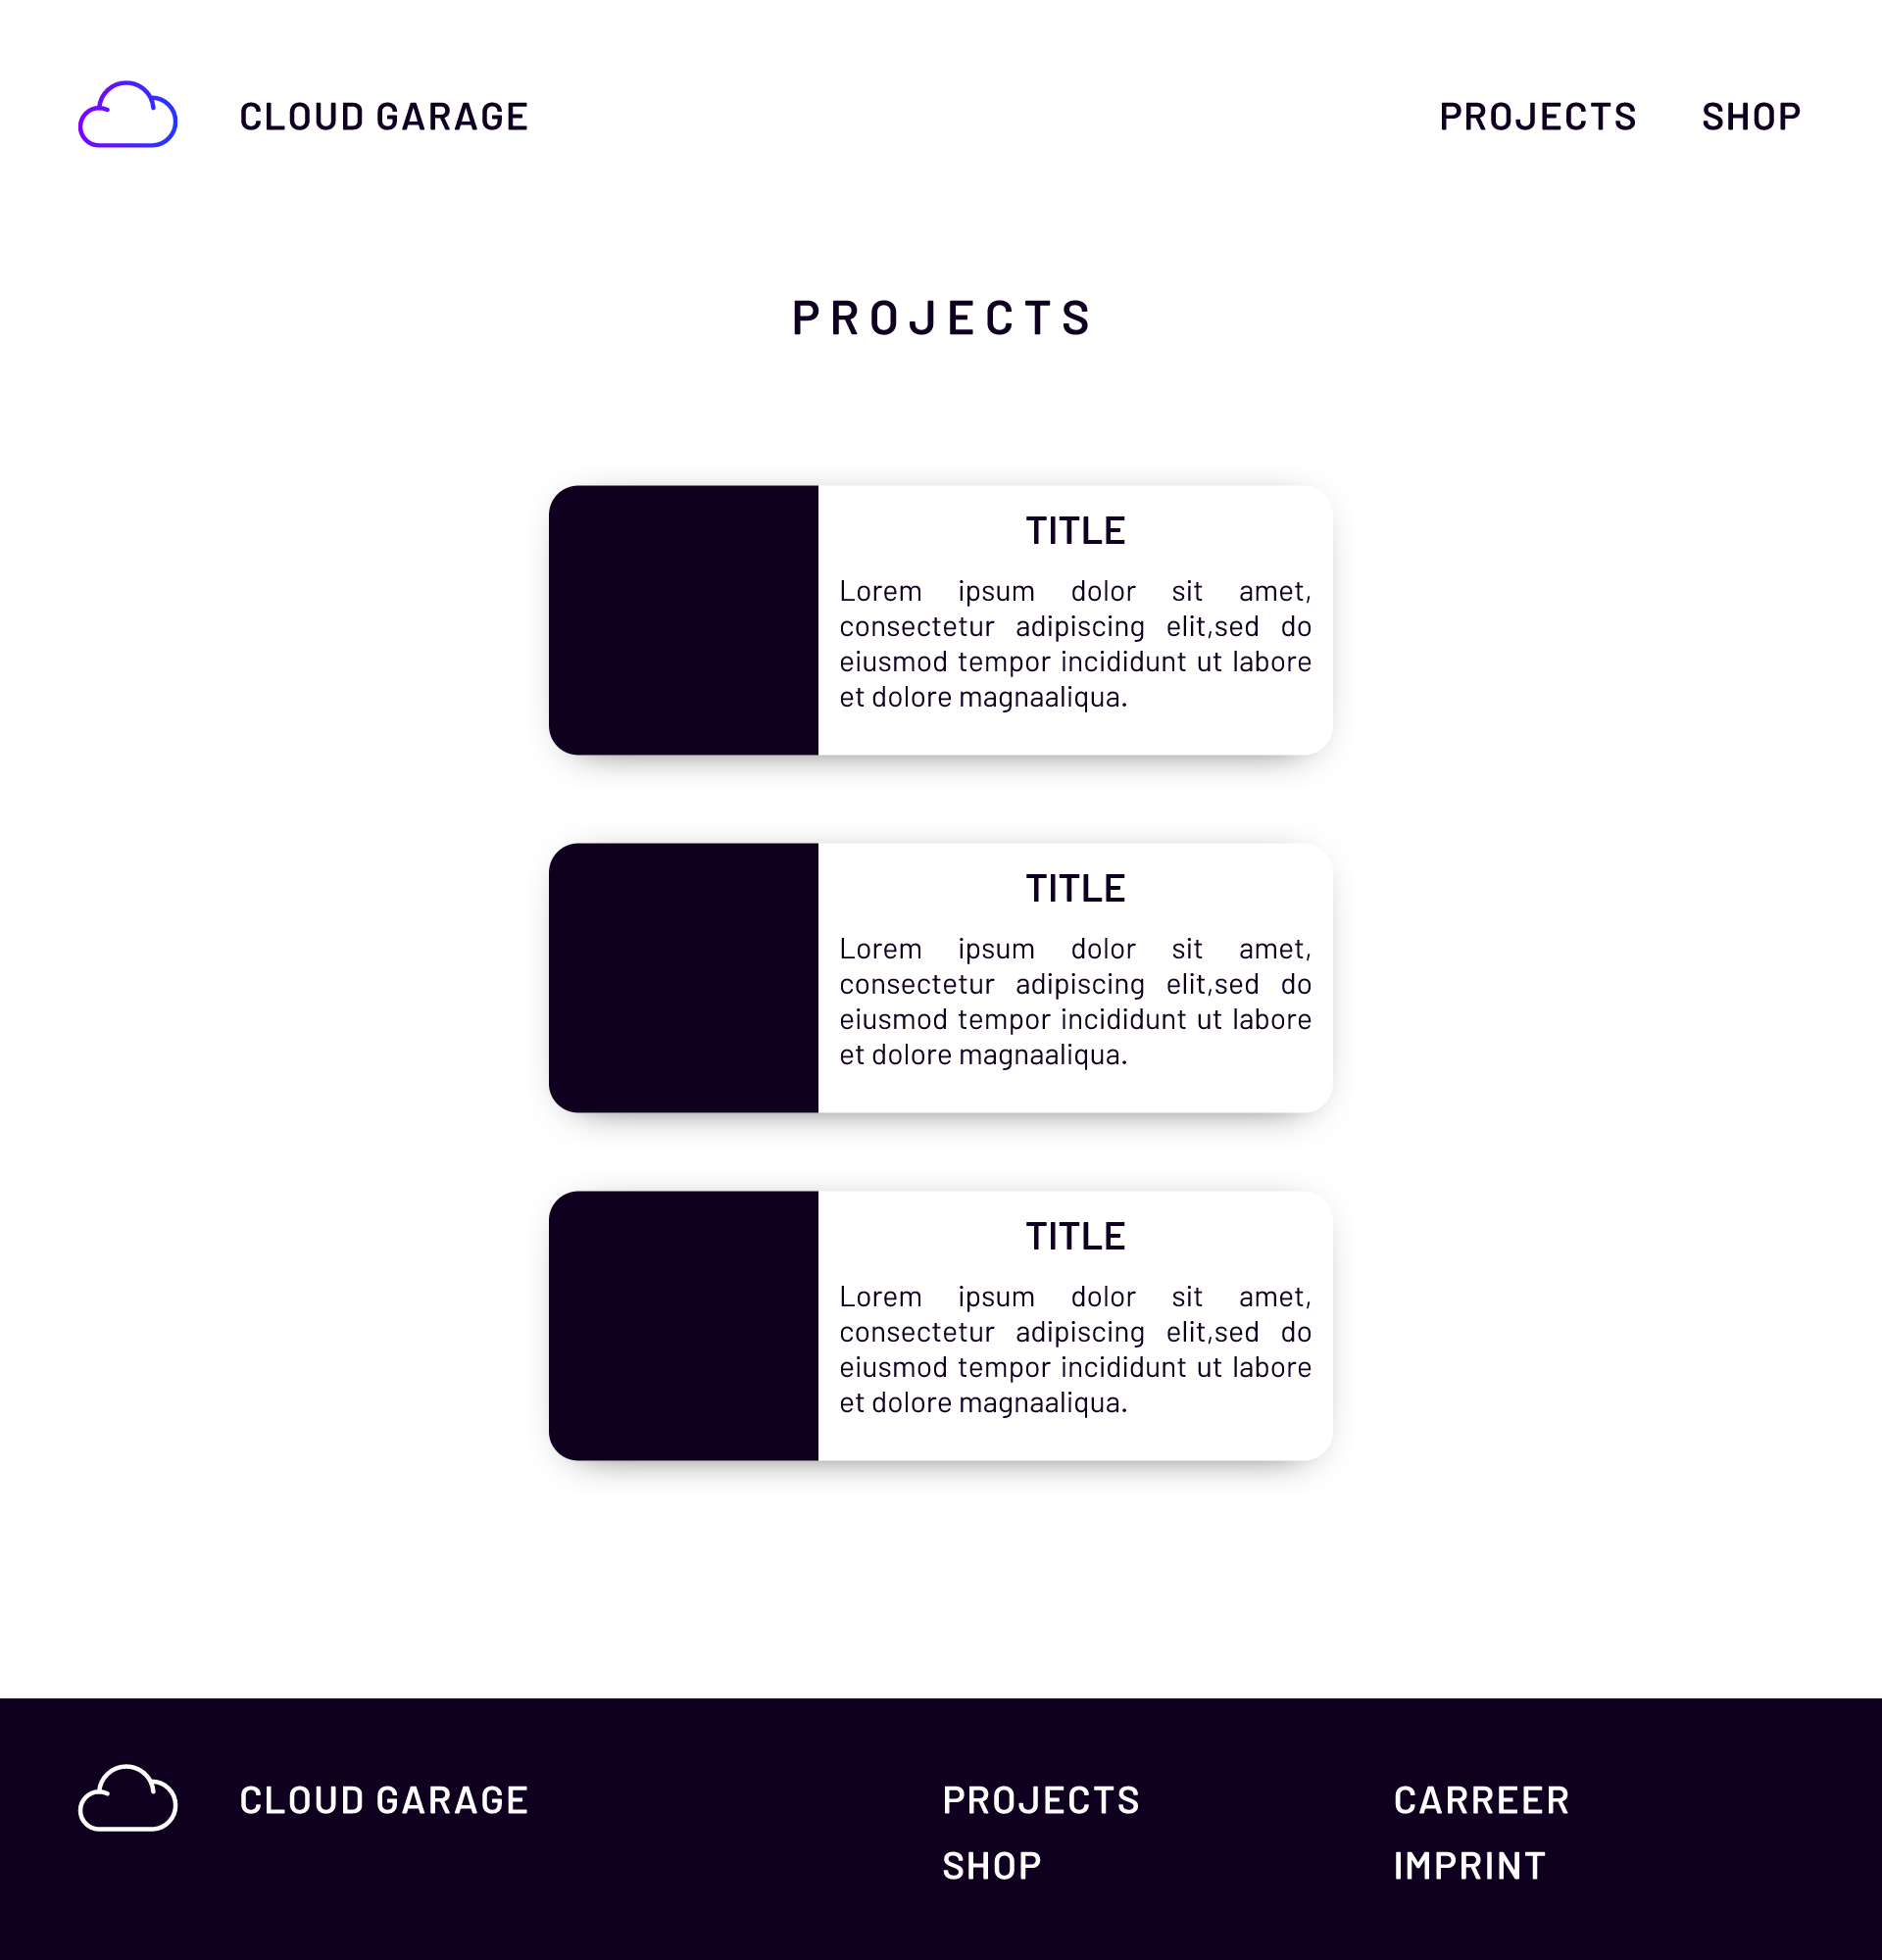 CLOUD GARAGE
PROJECTS SHOP
PROJECTS
TITLE
Lorem ipsum dolor sit amet,
consectetur adipiscing elit,sed do
eiusmod tempor incididunt ut labore
et dolore magnaaliqua.
TITLE
Lorem ipsum dolor sit amet,
consectetur adipiscing elit,sed do
eiusmod tempor incididunt ut labore
et dolore magnaaliqua.
TITLE
Lorem ipsum dolor sit amet,
consectetur adipiscing elit,sed do
eiusmod tempor incididunt ut labore
et dolore magnaaliqua.
CLOUD GARAGE
PROJECTS
SHOP
CARREER
IMPRINT